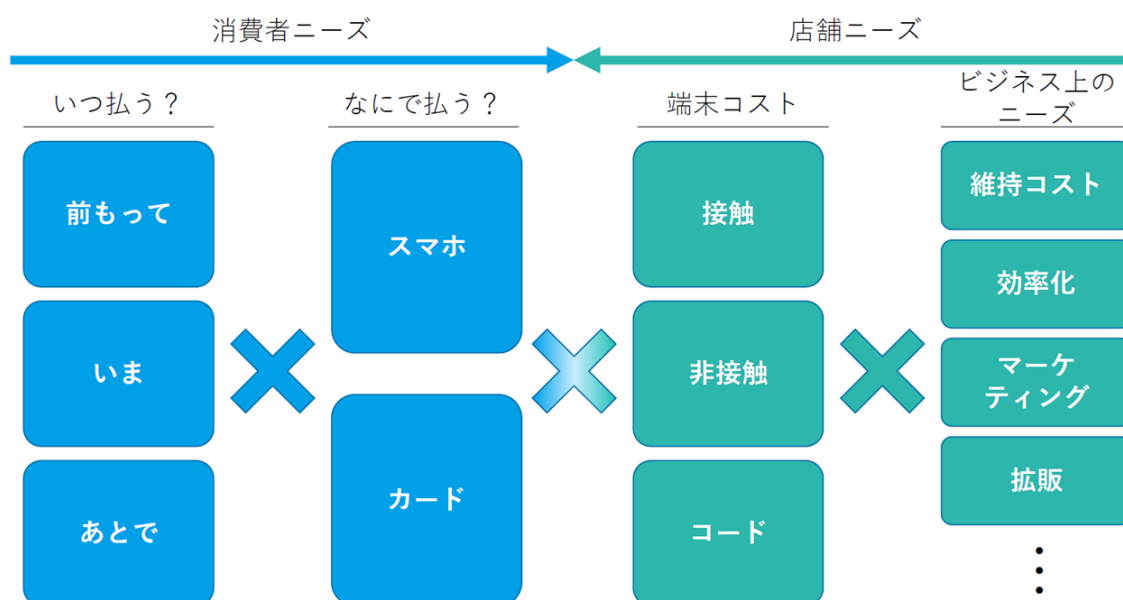 消費者ニーズ
店舗ニーズ
いつ払う？
なにで払う？
端末コスト
ビジネス上の
ニーズ
前もって
いま
あとで
スマホ
カード
接触
非接触
コード
維持コスト
効率化
マーケ
ティング
拡販